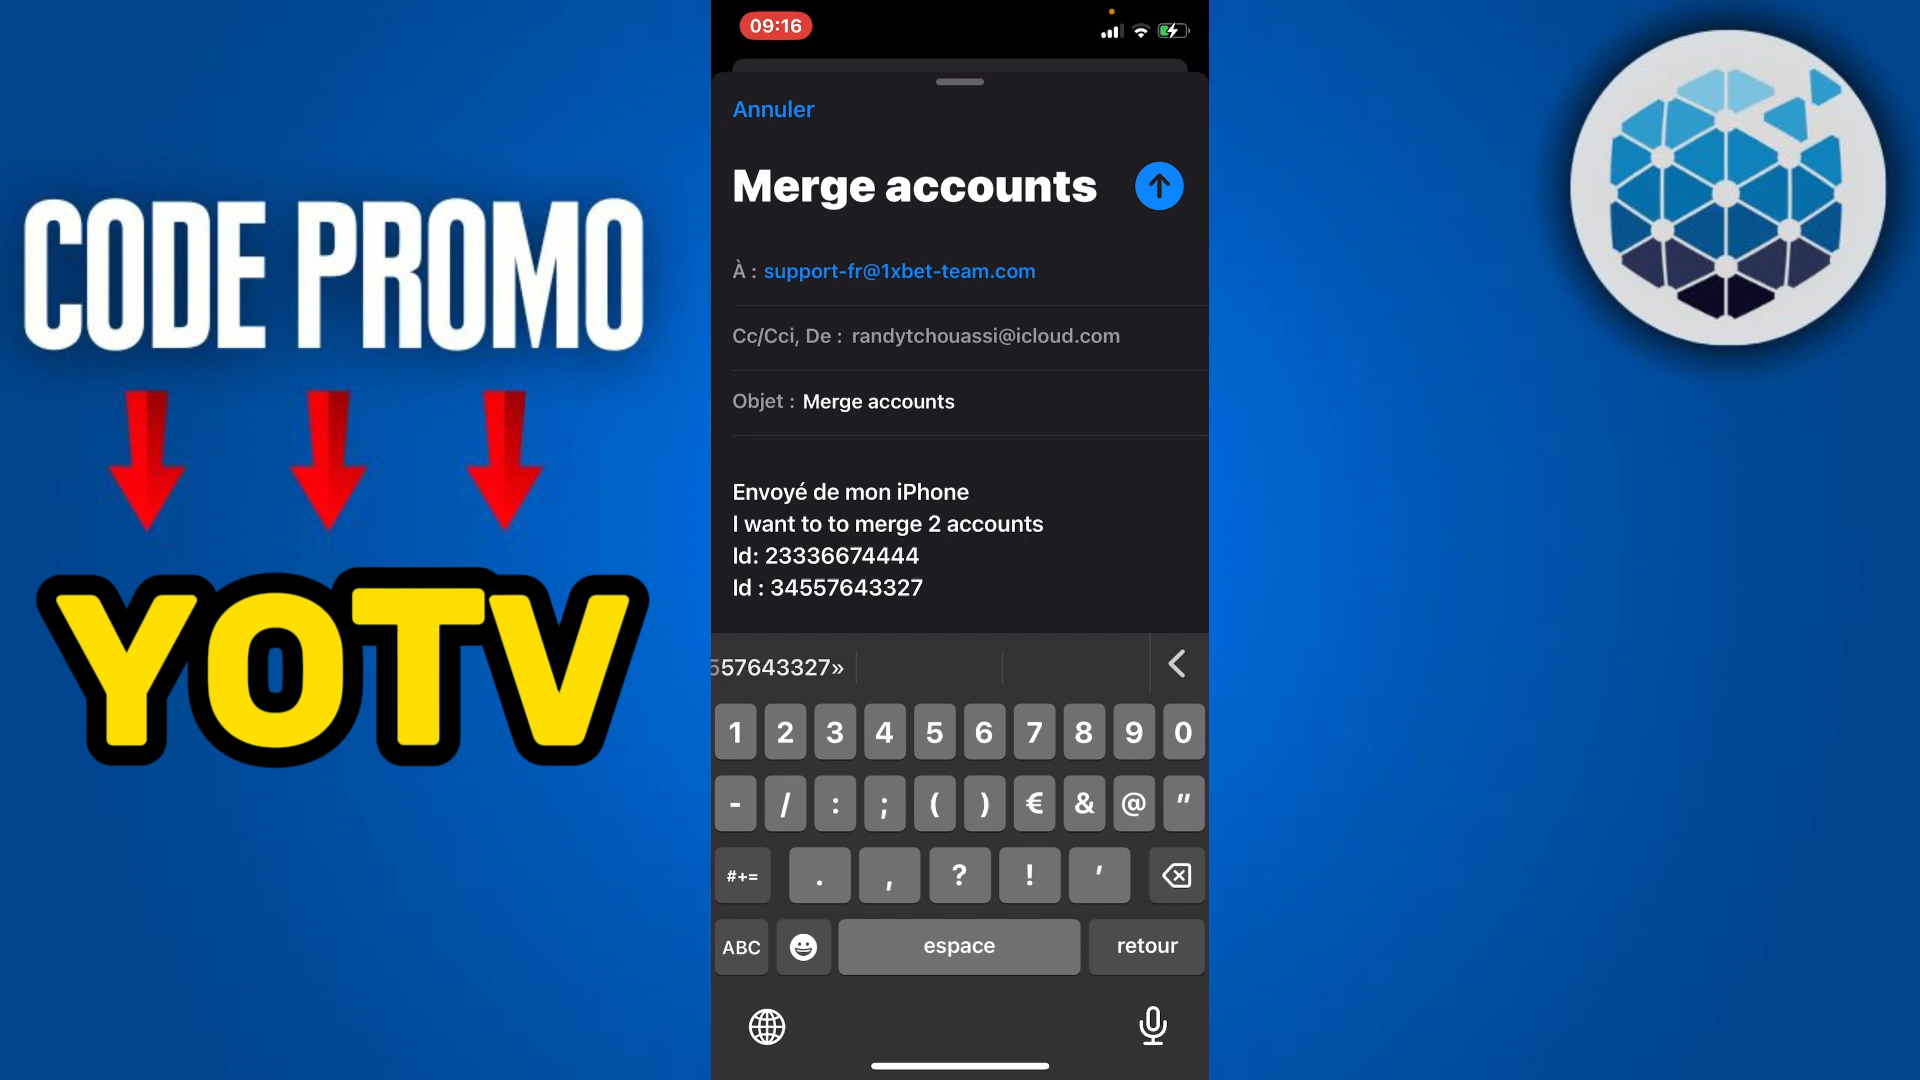 CODE PROMO
YOTV
09:16
Annuler
Merge accounts
À : support-fr@1xbet-team.com
Cc/Cci, De : randytchouassi@icloud.com
Objet : Merge accounts
Envoyé de mon iPhone
I want to to merge 2 accounts
Id: 23336674444
Id : 34557643327
557643327»
1 2 3 4 5 6 7 8 9 0
- / : ; ( ) € & @ "
#+= . , ? ! '
ABC espace retour